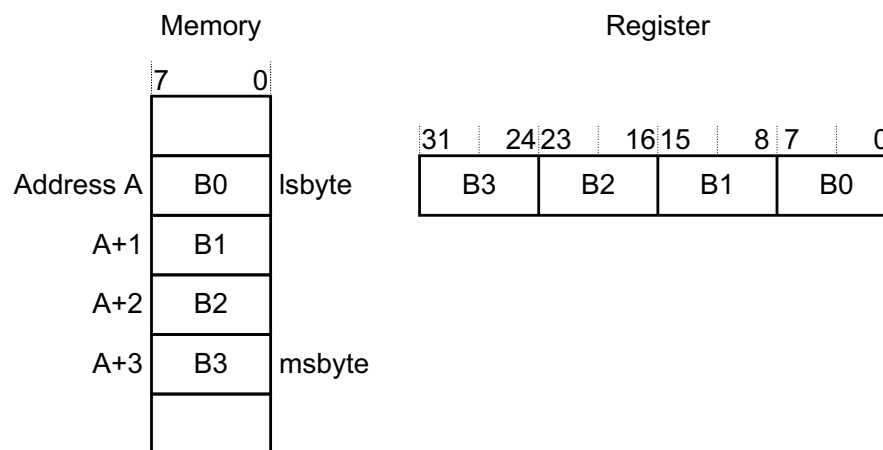 Memory
Register
7 0
31 24 23 16 15 8 7 0
Address A B0 lsbyte
B3 B2 B1 B0
A+1 B1
A+2 B2
A+3 B3 msbyte